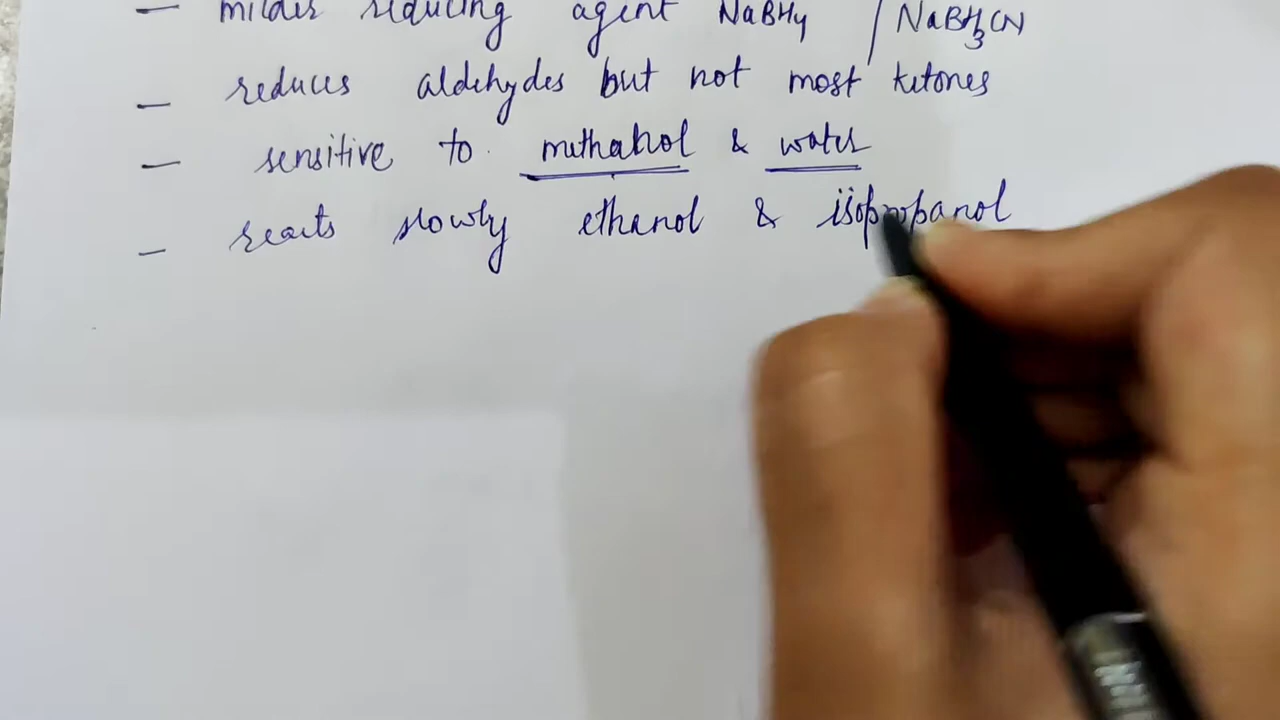 — milder reducing agent NaBH4 / NaBH3CN
— reduces aldehydes but not most ketones
— sensitive to methanol & water
— reacts slowly ethanol & isopropanol